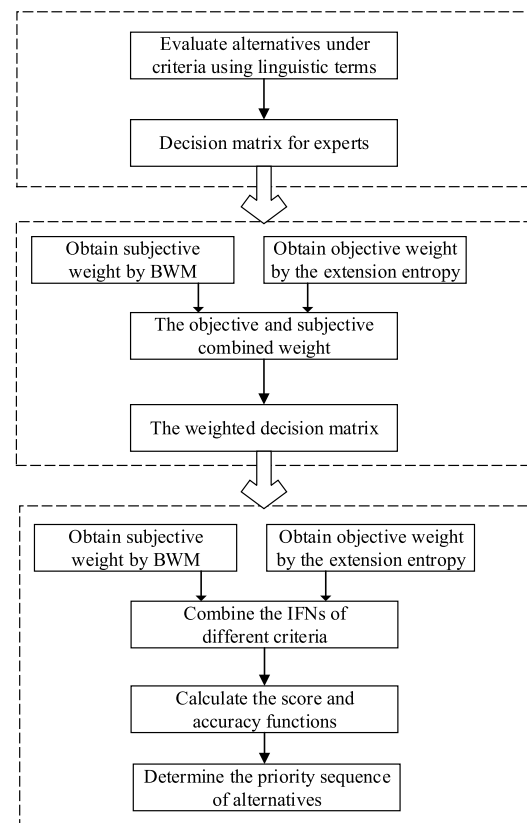 Evaluate alternatives under
criteria using linguistic terms
Decision matrix for experts
Obtain subjective
weight by BWM
Obtain objective weight
by the extension entropy
The objective and subjective
combined weight
The weighted decision matrix
Obtain subjective
weight by BWM
Obtain objective weight
by the extension entropy
Combine the IFNs of
different criteria
Calculate the score and
accuracy functions
Determine the priority sequence
of alternatives